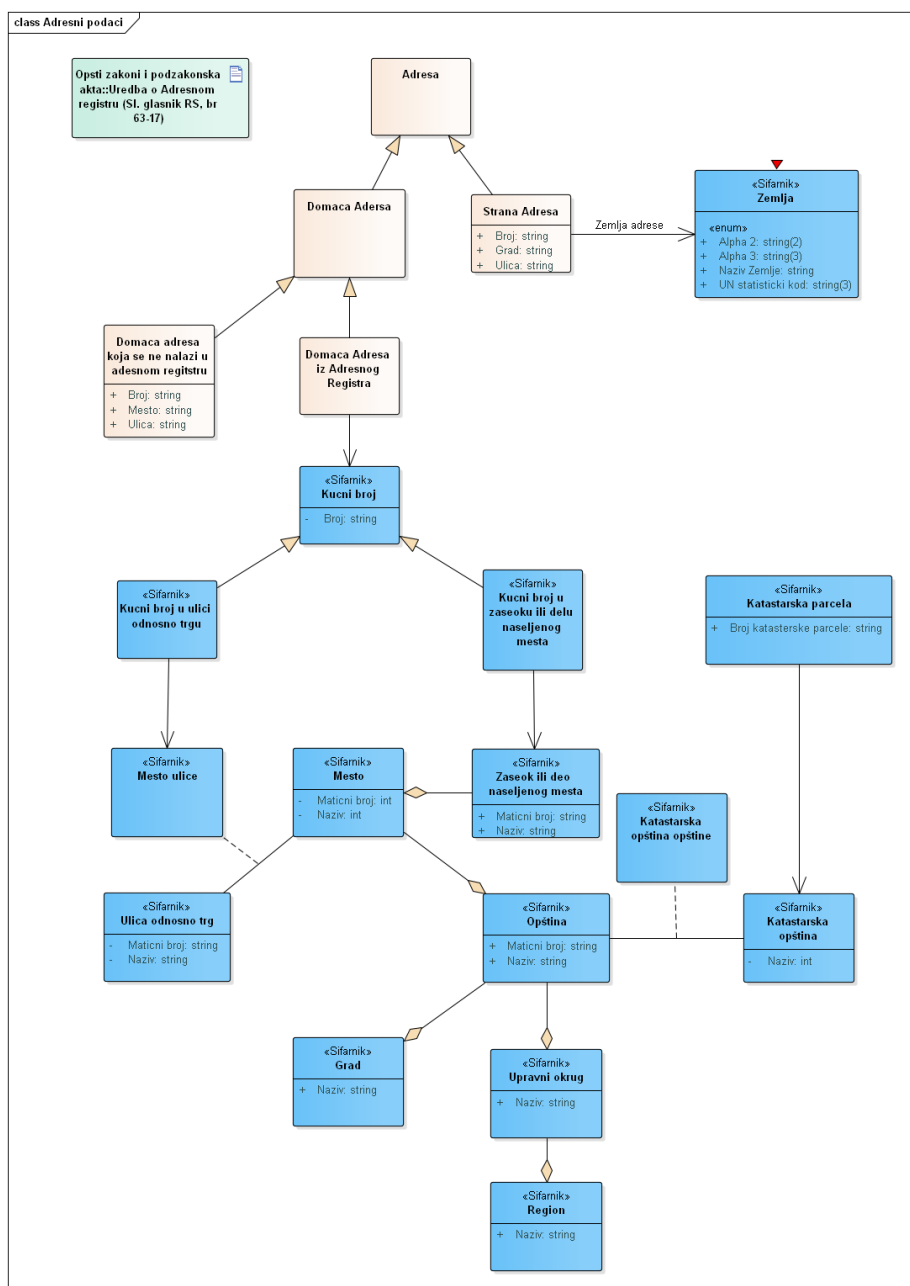 class Adresni podaci
Opsti zakoni i podzakonska
akta::Uredba o Adresnom
registru (Sl. glasnik RS, br
63-17)
Adresa
Domaca Adersa
Strana Adresa
+ Broj: string
+ Grad: string
+ Ulica: string
Zemlja adrese
«Sifarnik»
Zemlja
«enum»
+ Alpha 2: string(2)
+ Alpha 3: string(3)
+ Naziv Zemlje: string
+ UN statisticki kod: string(3)
Domaca adresa
koja se ne nalazi u
adesnom regitstru
+ Broj: string
+ Mesto: string
+ Ulica: string
Domaca Adresa
iz Adresnog
Registra
«Sifarnik»
Kucni broj
- Broj: string
«Sifarnik»
Kucni broj u ulici
odnosno trgu
«Sifarnik»
Kucni broj u
zaseoku ili delu
naseljenog
mesta
«Sifarnik»
Katastarska parcela
+ Broj katasterske parcele: string
«Sifarnik»
Mesto ulice
«Sifarnik»
Mesto
- Maticni broj: int
- Naziv: int
«Sifarnik»
Zaseok ili deo
naseljenog mesta
+ Maticni broj: string
+ Naziv: string
«Sifarnik»
Katastarska
opština opštine
«Sifarnik»
Ulica odnosno trg
- Maticni broj: string
- Naziv: string
«Sifarnik»
Opština
+ Maticni broj: string
+ Naziv: string
«Sifarnik»
Katastarska
opština
- Naziv: int
«Sifarnik»
Grad
+ Naziv: string
«Sifarnik»
Upravni okrug
+ Naziv: string
«Sifarnik»
Region
+ Naziv: string